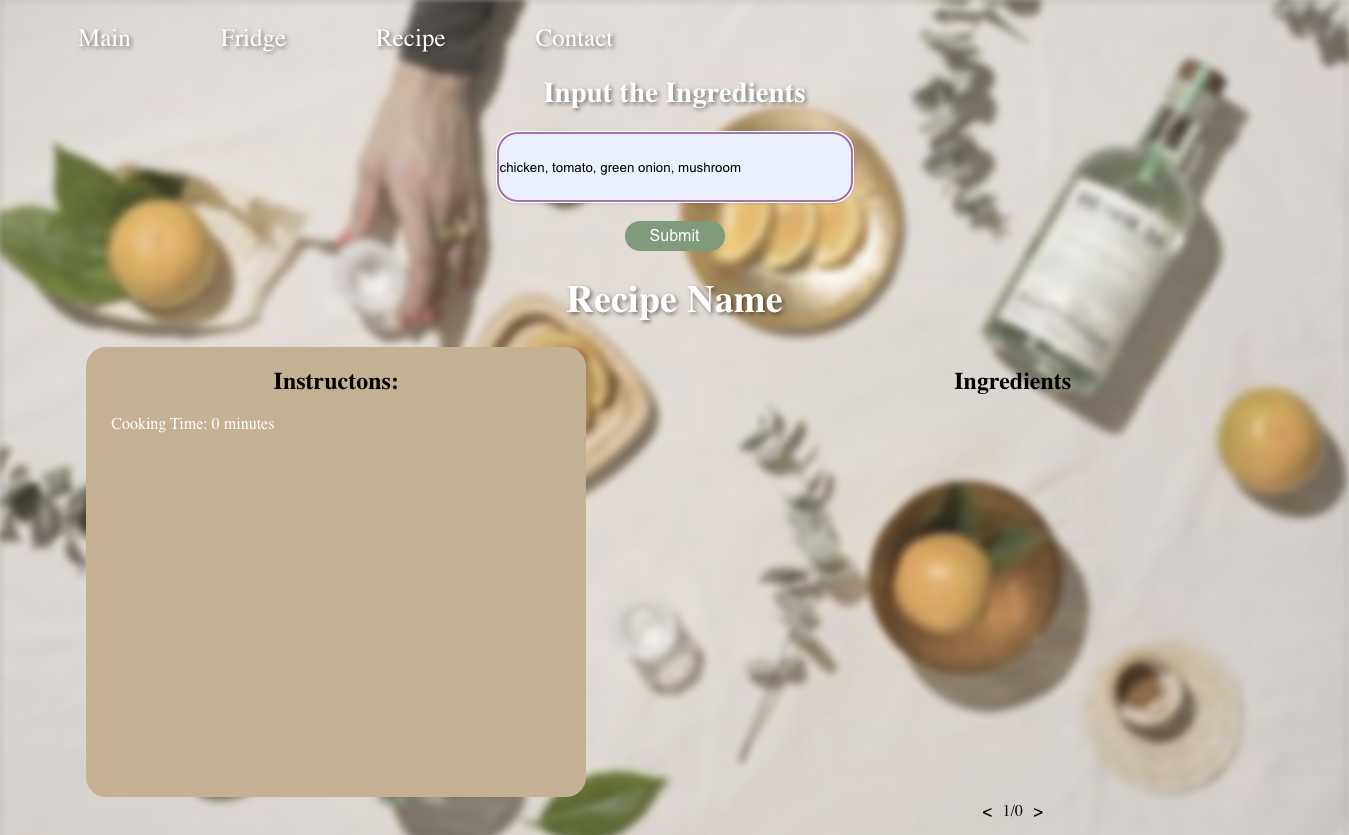 Main Fridge Recipe Contact
Input the Ingredients
chicken, tomato, green onion, mushroom
Submit
Recipe Name
Instructons:
Cooking Time: 0 minutes
Ingredients
< 1/0 >